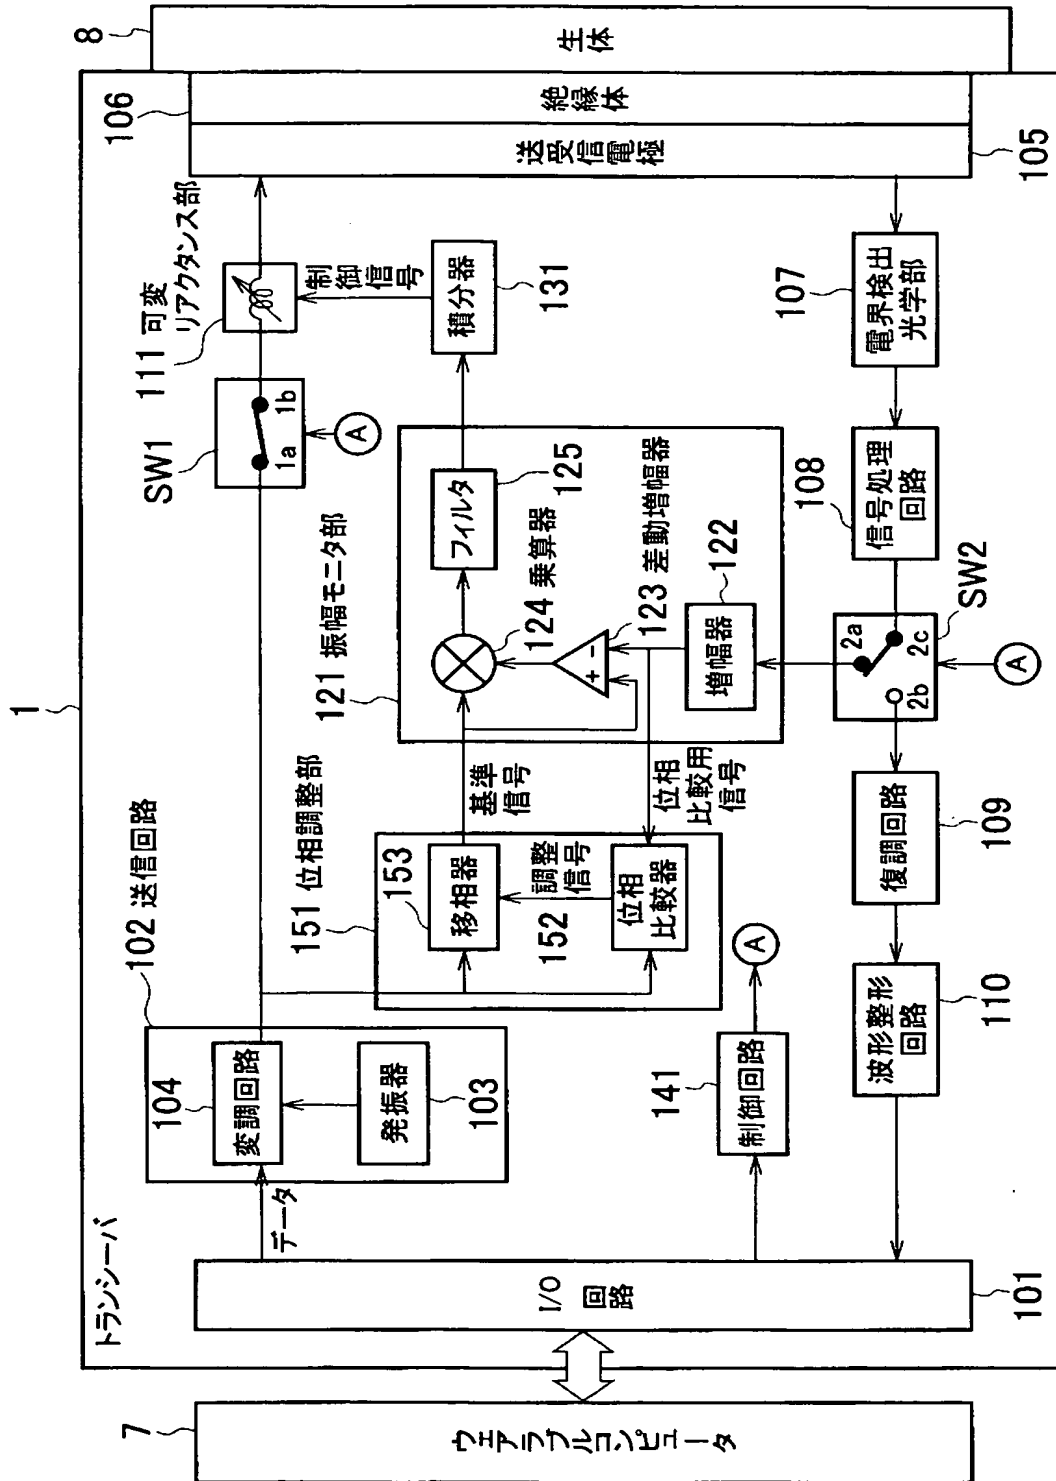 1
トランシーバ
7
ウェアラブルコンピュータ
8
生体
106
絶縁体
送受信電極
105
I/O
回路
101
データ
102 送信回路
104
変調回路
発振器
103
SW1
1a
1b
A
111 可変
リアクタンス部
制御信号
積分器
131
151 位相調整部
153
移相器
調整
信号
152
位相
比較器
基準
信号
位相
比較用
信号
121 振幅モニタ部
フィルタ
125
124 乗算器
+
-
123 差動増幅器
増幅器
122
141
制御回路
A
107
電界検出
光学部
108
信号処理
回路
SW2
2a
2b
2c
A
復調回路
109
波形整形
回路
110